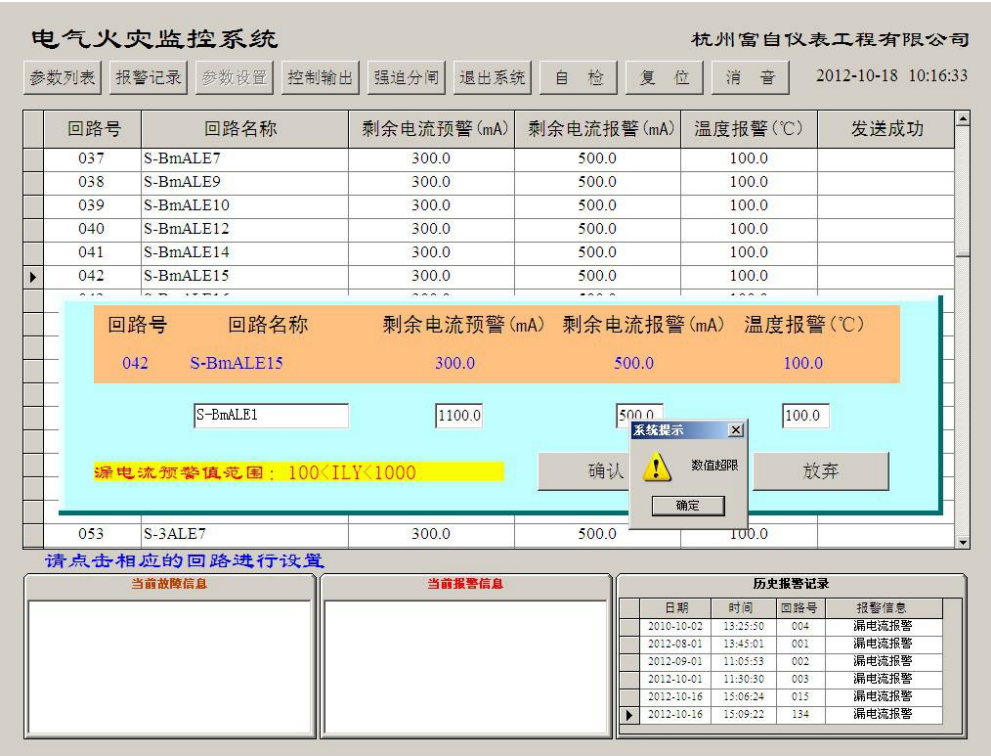 电气火灾监控系统 杭州富自仪表工程有限公司
参数列表 报警记录 参数设置 控制输出 强迫分闸 退出系统 自 检 复 位 消 音 2012-10-18 10:16:33
回路号 回路名称 剩余电流预警(mA) 剩余电流报警(mA) 温度报警(℃) 发送成功
037 S-BmALE7 300.0 500.0 100.0
038 S-BmALE9 300.0 500.0 100.0
039 S-BmALE10 300.0 500.0 100.0
040 S-BmALE12 300.0 500.0 100.0
041 S-BmALE14 300.0 500.0 100.0
042 S-BmALE15 300.0 500.0 100.0
回路号 回路名称 剩余电流预警(mA) 剩余电流报警(mA) 温度报警(℃)
042 S-BmALE15 300.0 500.0 100.0
S-BmALE1 1100.0 500.0 100.0
系统提示
数值超限
确定
漏电流预警值范围：100<ILY<1000 确认 放弃
053 S-3ALE7 300.0 500.0 100.0
请点击相应的回路进行设置
当前故障信息 当前报警信息 历史报警记录
日期 时间 回路号 报警信息
2010-10-02 13:25:50 004 漏电流报警
2012-08-01 13:45:01 001 漏电流报警
2012-09-01 11:05:53 002 漏电流报警
2012-10-01 11:30:30 003 漏电流报警
2012-10-16 15:06:24 015 漏电流报警
2012-10-16 15:09:22 134 漏电流报警